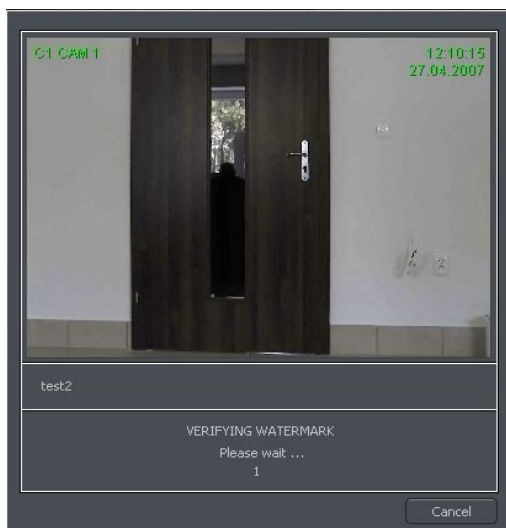 C1 CAM 1
12:10:15
27.04.2007
test2
VERIFYING WATERMARK
Please wait ...
1
Cancel